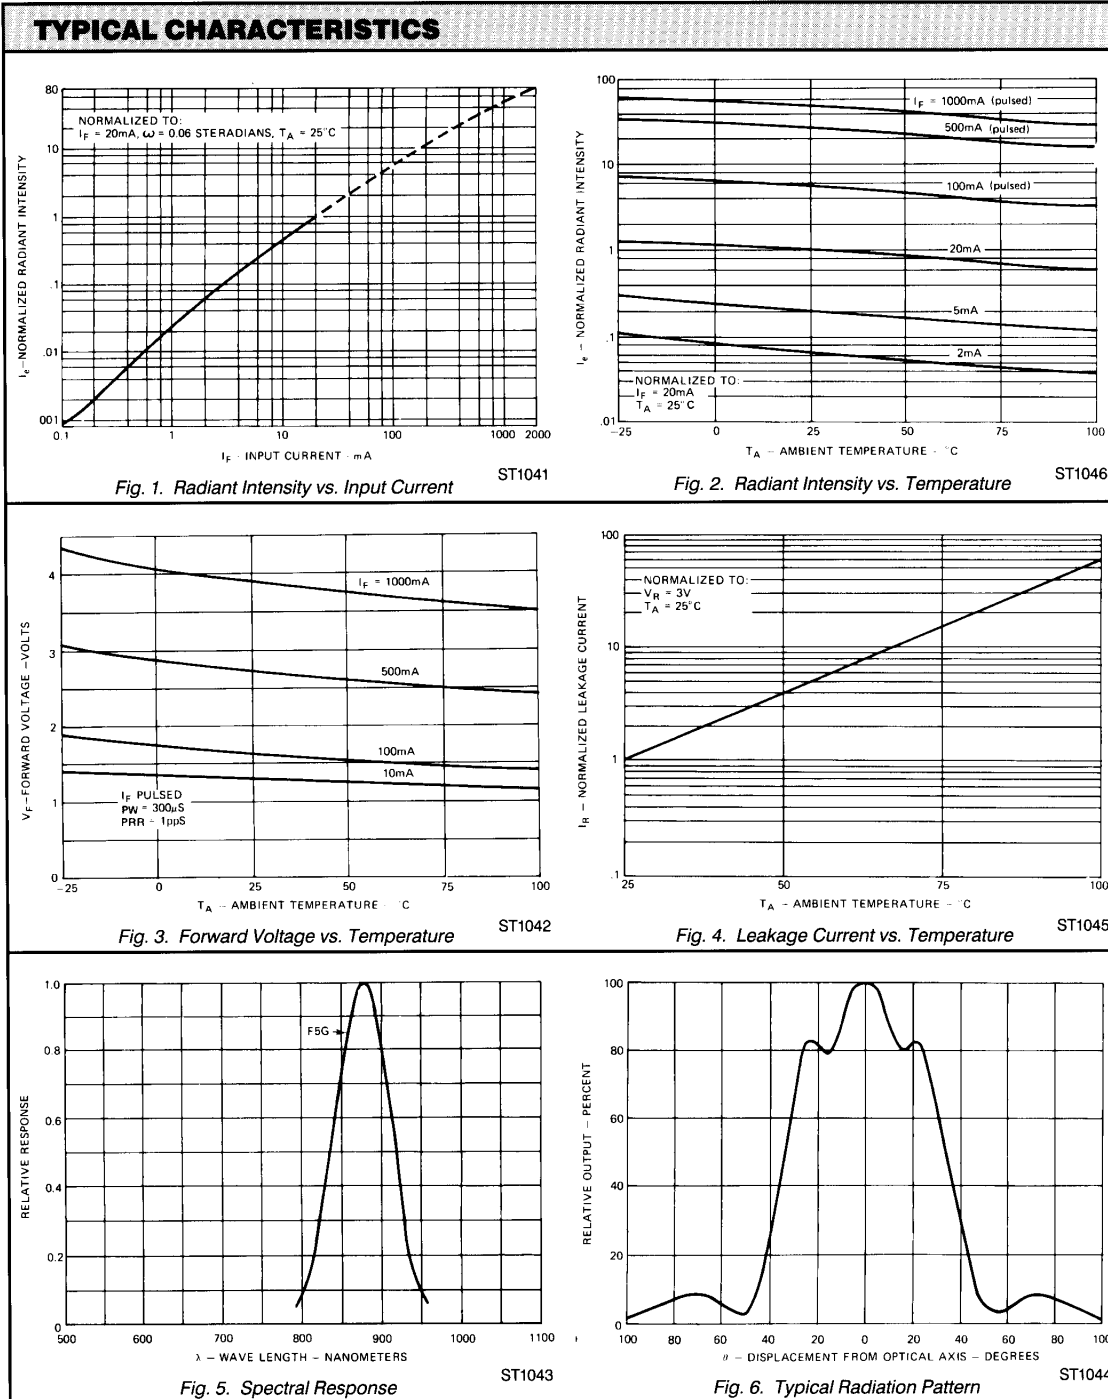 TYPICAL CHARACTERISTICS
80
10
1
.1
.01
001
Ie–NORMALIZED RADIANT INTENSITY
NORMALIZED TO:
IF = 20mA, ω = 0.06 STERADIANS, TA = 25°C
0.1 1 10 100 1000 2000
IF · INPUT CURRENT · mA
ST1041
Fig. 1. Radiant Intensity vs. Input Current
100
10
1
.1
.01
Ie – NORMALIZED RADIANT INTENSITY
IF = 1000mA (pulsed)
500mA (pulsed)
100mA (pulsed)
20mA
5mA
2mA
NORMALIZED TO:
IF = 20mA
TA = 25°C
–25 0 25 50 75 100
TA – AMBIENT TEMPERATURE · °C
ST1046
Fig. 2. Radiant Intensity vs. Temperature
4
3
2
1
0
VF–FORWARD VOLTAGE –VOLTS
IF = 1000mA
500mA
100mA
10mA
IF PULSED
PW = 300µS
PRR = 1ppS
–25 0 25 50 75 100
TA – AMBIENT TEMPERATURE · °C
ST1042
Fig. 3. Forward Voltage vs. Temperature
100
10
1
.1
IR – NORMALIZED LEAKAGE CURRENT
NORMALIZED TO:
VR = 3V
TA = 25°C
25 50 75 100
TA – AMBIENT TEMPERATURE – °C
ST1045
Fig. 4. Leakage Current vs. Temperature
1.0
0.8
0.6
0.4
0.2
0
RELATIVE RESPONSE
F5G
500 600 700 800 900 1000 1100
λ – WAVE LENGTH – NANOMETERS
ST1043
Fig. 5. Spectral Response
100
80
60
40
20
0
RELATIVE OUTPUT – PERCENT
100 80 60 40 20 0 20 40 60 80 100
θ – DISPLACEMENT FROM OPTICAL AXIS – DEGREES
ST1044
Fig. 6. Typical Radiation Pattern